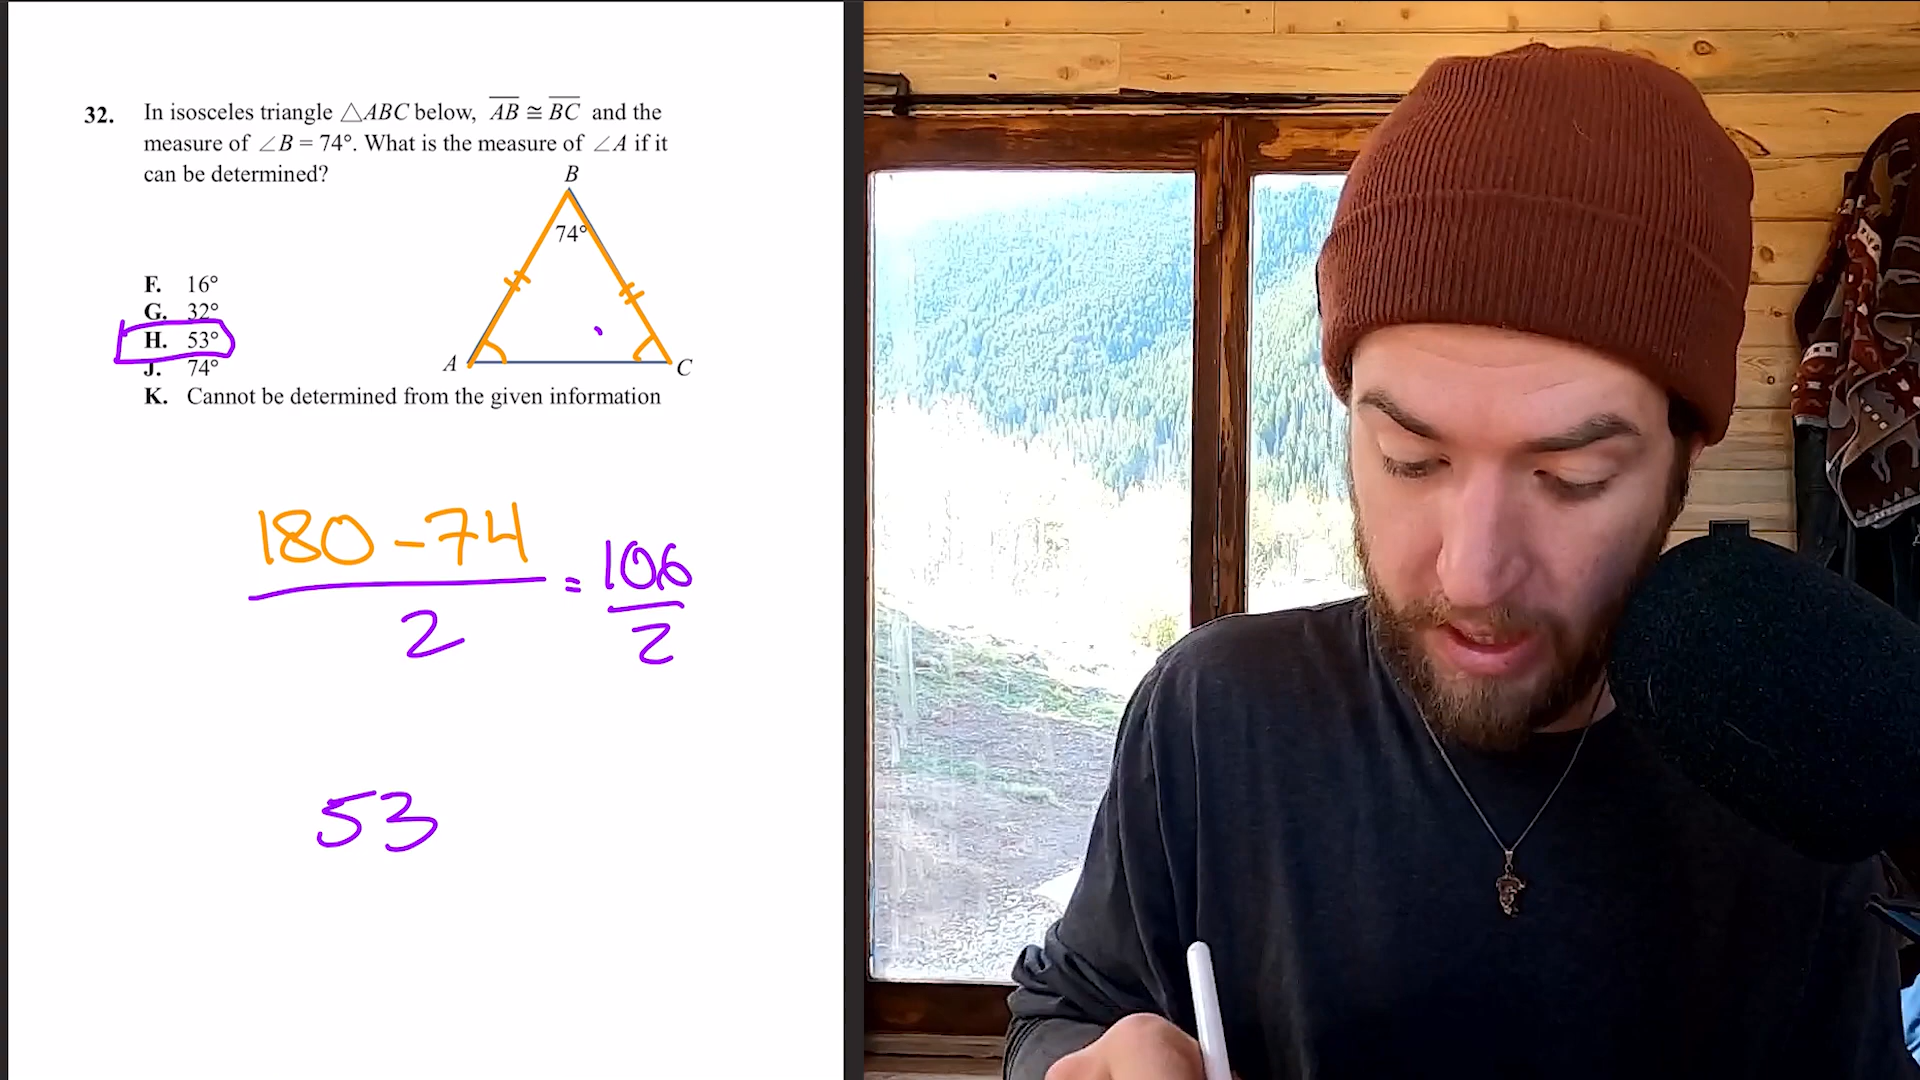 32. In isosceles triangle △ABC below, AB ≅ BC and the
measure of ∠B = 74°. What is the measure of ∠A if it
can be determined?
B
74°
A
C
F. 16°
G. 32°
H. 53°
J. 74°
K. Cannot be determined from the given information
180 - 74 = 106
2 2
53